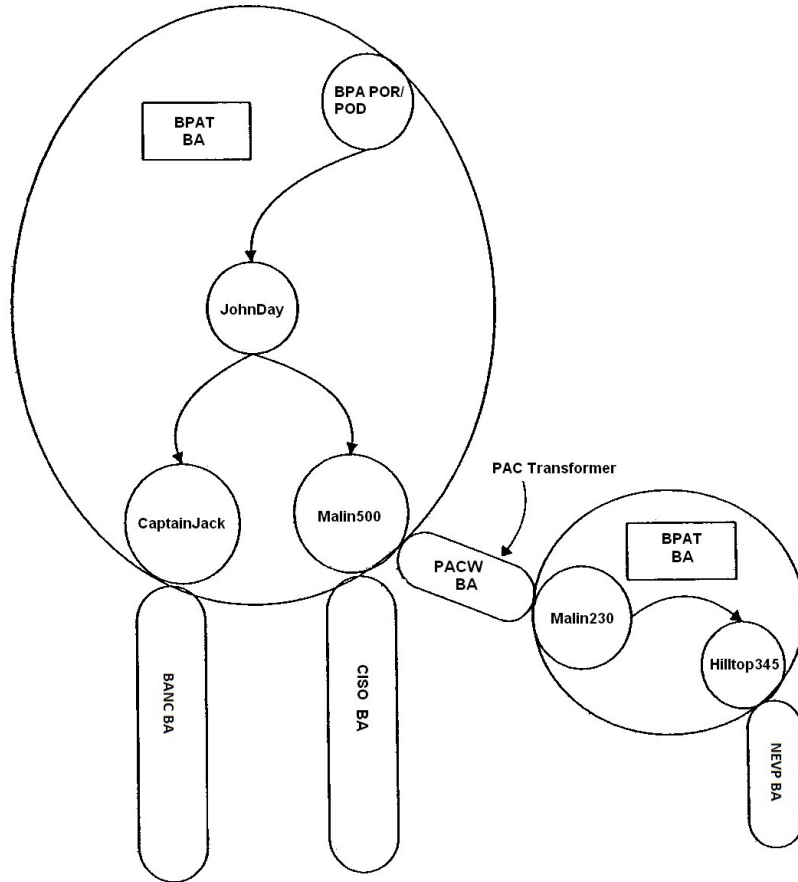 BPA POR/
POD
BPAT
BA
JohnDay
CaptainJack
Malin500
PAC Transformer
PACW
BA
BPAT
BA
Malin230
Hilltop345
BANC BA
CISO BA
NEVP BA